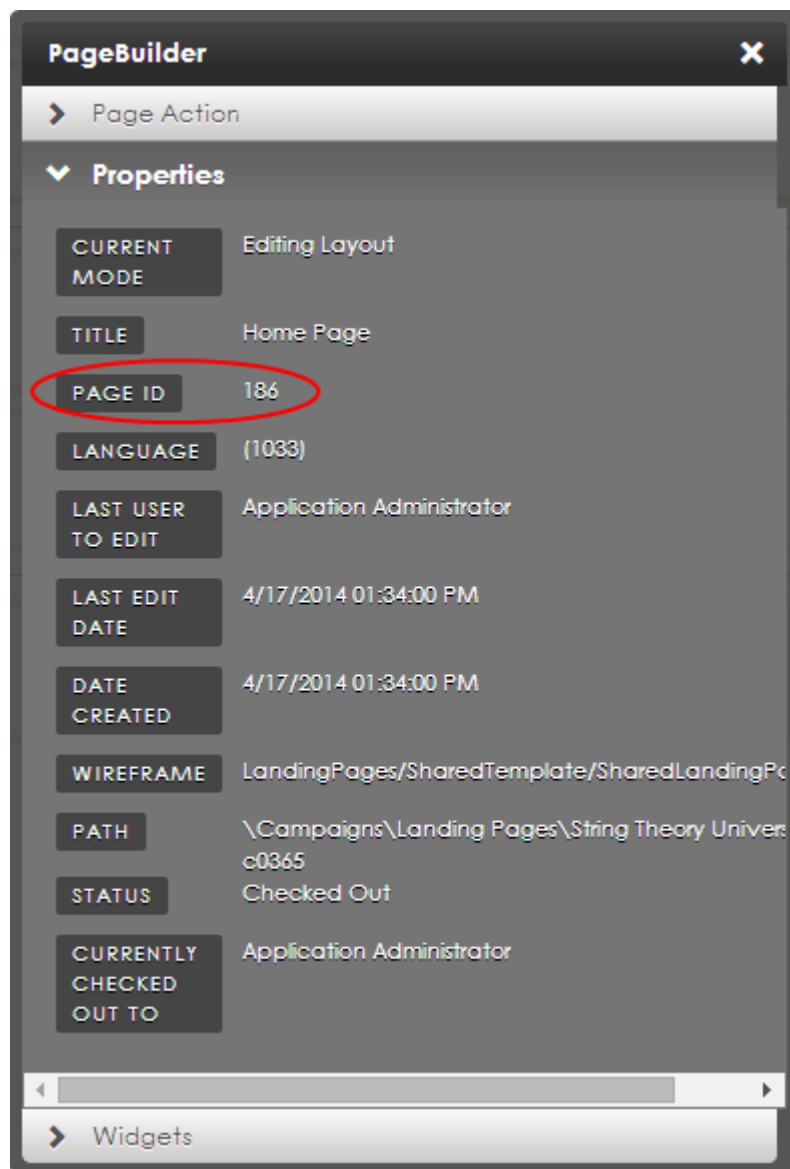 PageBuilder
Page Action
Properties
CURRENT MODE Editing Layout
TITLE Home Page
PAGE ID 186
LANGUAGE (1033)
LAST USER TO EDIT Application Administrator
LAST EDIT DATE 4/17/2014 01:34:00 PM
DATE CREATED 4/17/2014 01:34:00 PM
WIREFRAME LandingPages/SharedTemplate/SharedLandingPa
PATH \Campaigns\Landing Pages\String Theory Univers
c0365
STATUS Checked Out
CURRENTLY CHECKED OUT TO Application Administrator
Widgets